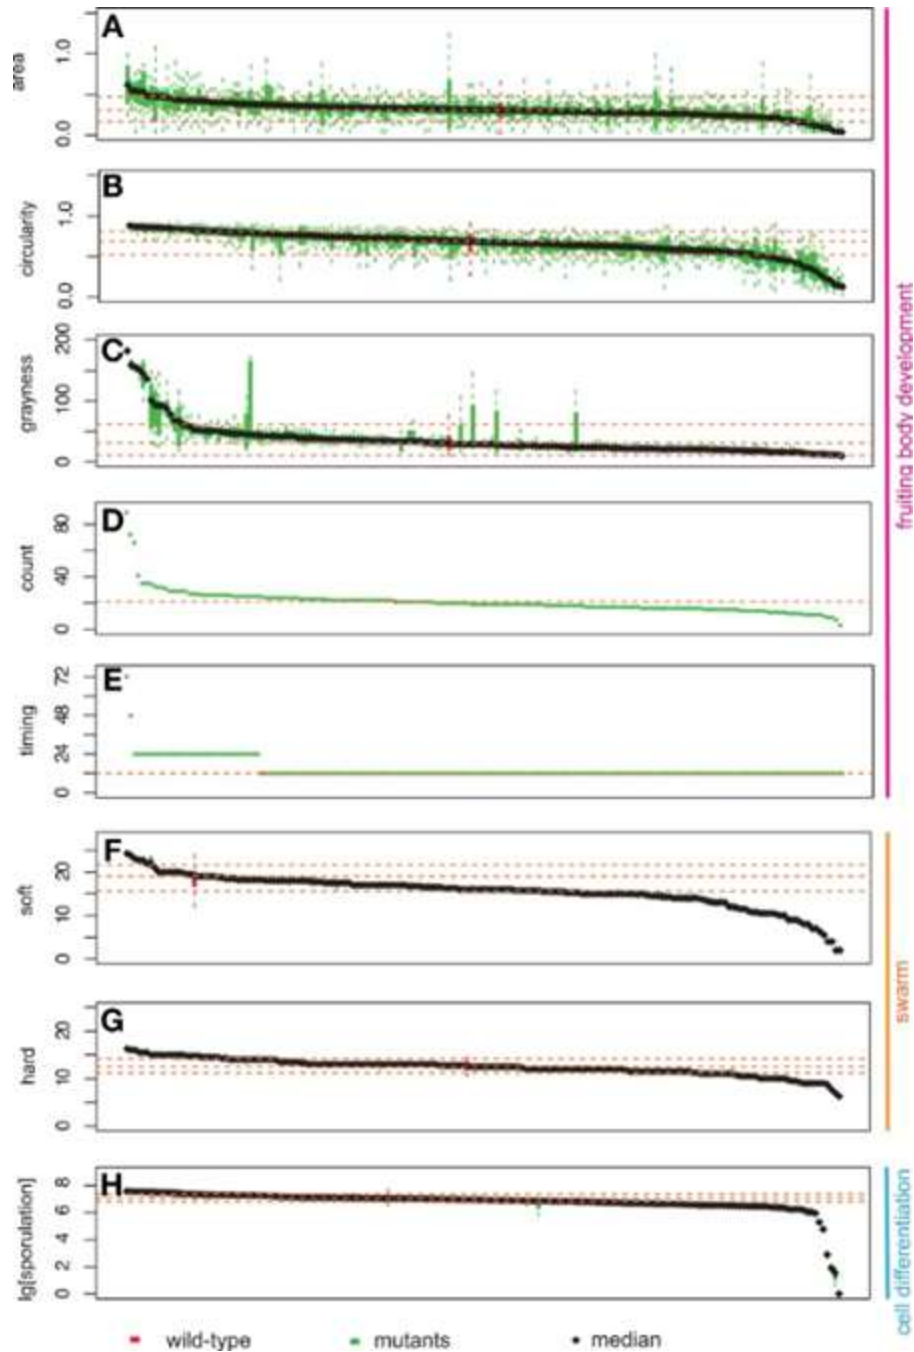 A
area
1.0
0.0
B
circularity
1.0
0.0
C
grayness
200
100
0
D
count
80
40
0
E
timing
72
48
24
0
fruiting body development
F
soft
20
10
0
G
hard
20
10
0
swarm
H
lg[sporulation]
8
6
4
2
0
cell differentiation
wild-type
mutants
median